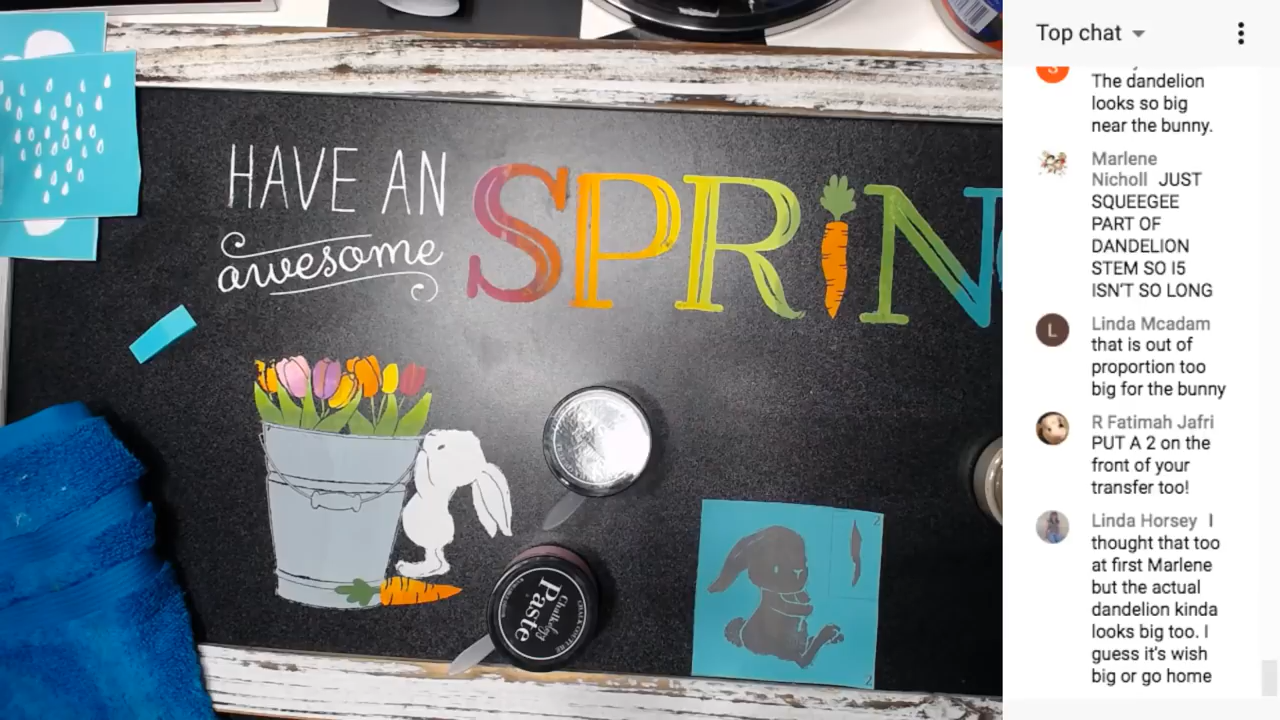 HAVE AN
awesome
SPRIN
Chalkology
Paste
2
2
Top chat
The dandelion
looks so big
near the bunny.
Marlene
Nicholl JUST
SQUEEGEE
PART OF
DANDELION
STEM SO I5
ISN'T SO LONG
Linda Mcadam
that is out of
proportion too
big for the bunny
R Fatimah Jafri
PUT A 2 on the
front of your
transfer too!
L
Linda Horsey I
thought that too
at first Marlene
but the actual
dandelion kinda
looks big too. I
guess it's wish
big or go home